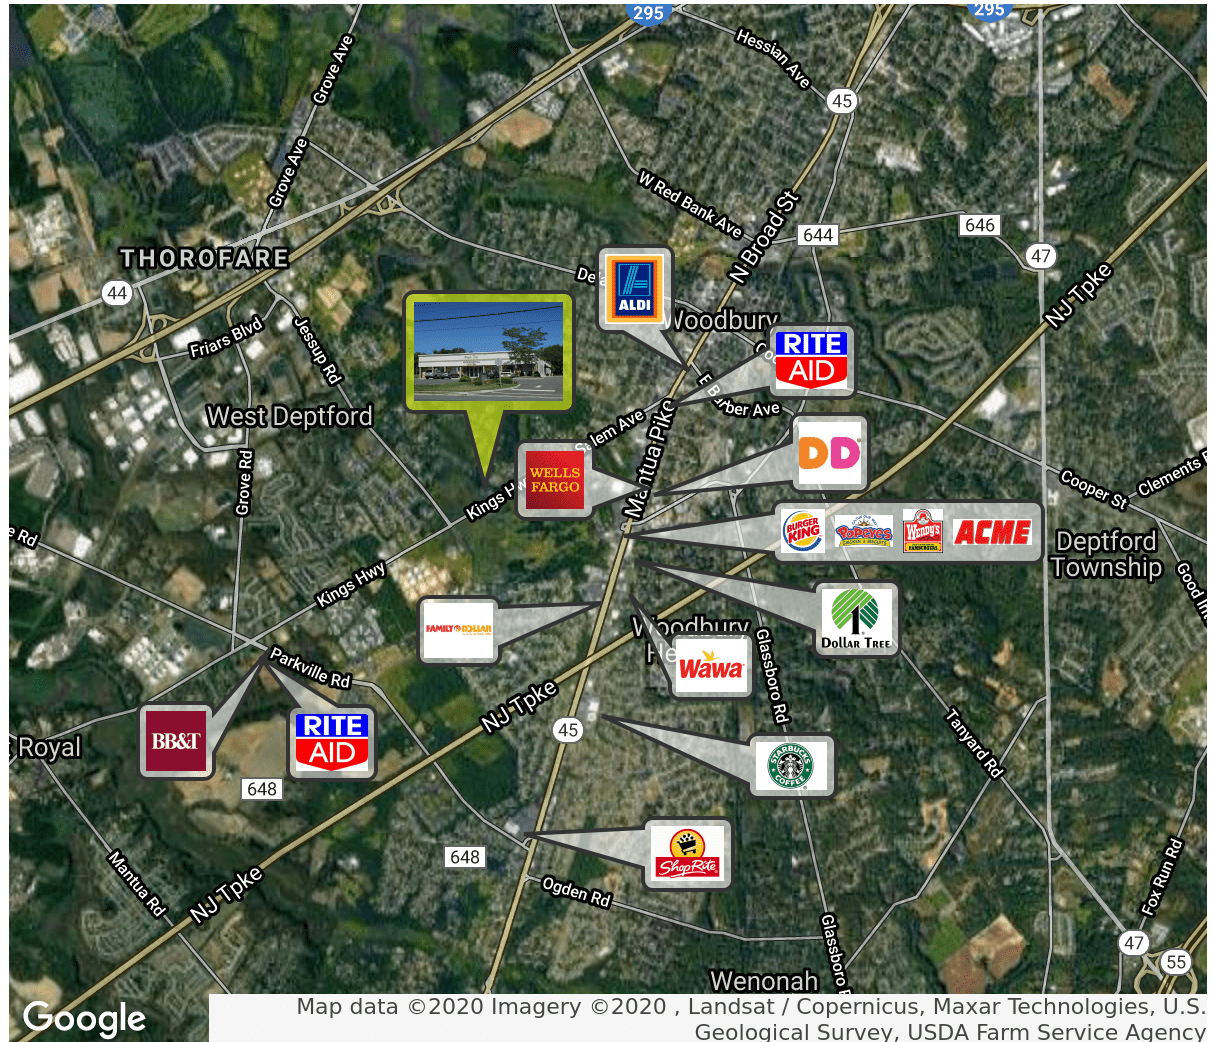 295
295
Grove Ave
Hessian Ave
45
Grove Ave
W Red Bank Ave
N Broad St
644
646
47
THOROFARE
NJ Tpke
44
ALDI
Woodbury
Friars Blvd
Jessup Rd
RITE
AID
E Barber Ave
West Deptford
Salem Ave
Mantua Pike
DD
WELLS
FARGO
Grove Rd
Kings Hwy
Cooper St
Clements
BURGER
KING
POPEYES
WENDY'S
ACME
Deptford
Township
e Rd
Kings Hwy
Good Int
FAMILY DOLLAR
Woodbury
He
DOLLAR TREE
Wawa
Glassboro Rd
Parkville Rd
NJ Tpke
BB&T
RITE
AID
45
Royal
Tanyard Rd
STARBUCKS
COFFEE
648
648
ShopRite
Mantua Rd
NJ Tpke
Ogden Rd
Fox Run Rd
Glassboro
47
55
Wenonah
Google
Map data ©2020 Imagery ©2020 , Landsat / Copernicus, Maxar Technologies, U.S.
Geological Survey, USDA Farm Service Agency